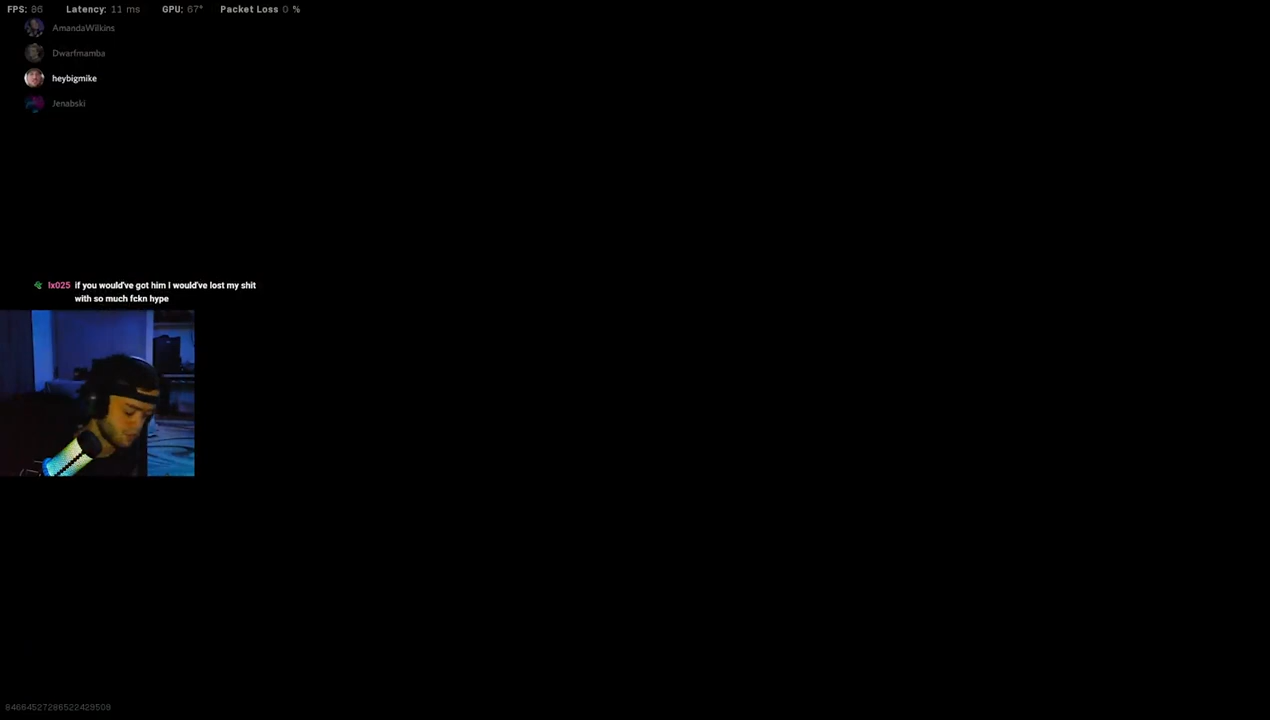 FPS: 86 Latency: 11 ms GPU: 67° Packet Loss 0 %
AmandaWilkins
Dwarfmamba
heybigmike
Jenabski
lx025 if you would've got him I would've lost my shit
with so much fckn hype
84664527286522429509